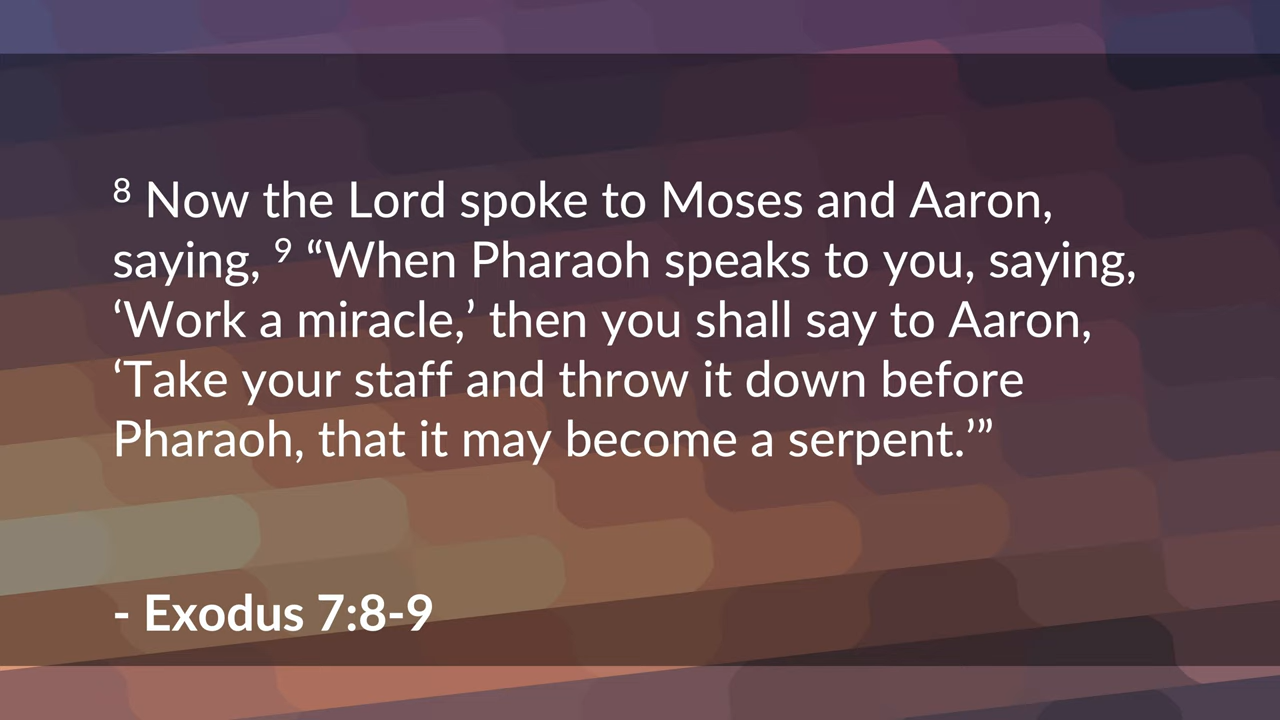 ⁸ Now the Lord spoke to Moses and Aaron,
saying, ⁹ “When Pharaoh speaks to you, saying,
‘Work a miracle,’ then you shall say to Aaron,
‘Take your staff and throw it down before
Pharaoh, that it may become a serpent.’”
- Exodus 7:8-9